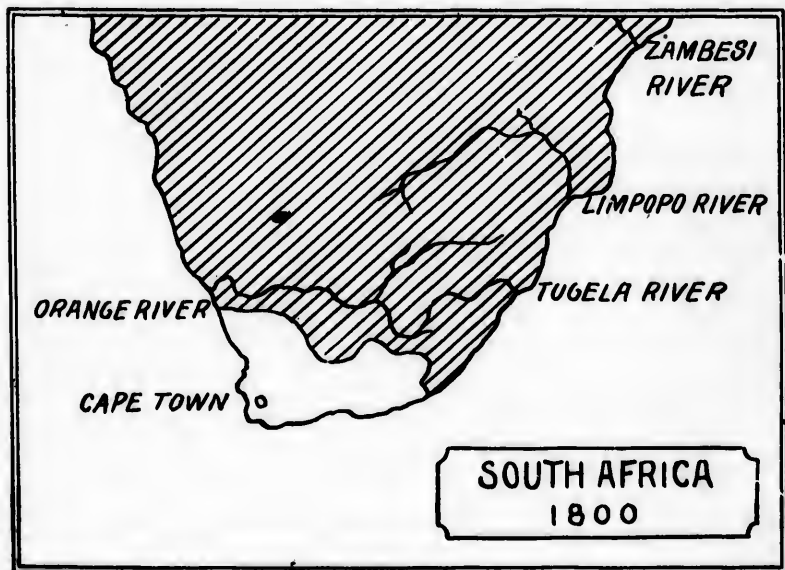 ZAMBESI
RIVER
LIMPOPO RIVER
ORANGE RIVER
TUGELA RIVER
CAPE TOWN
SOUTH AFRICA
1800